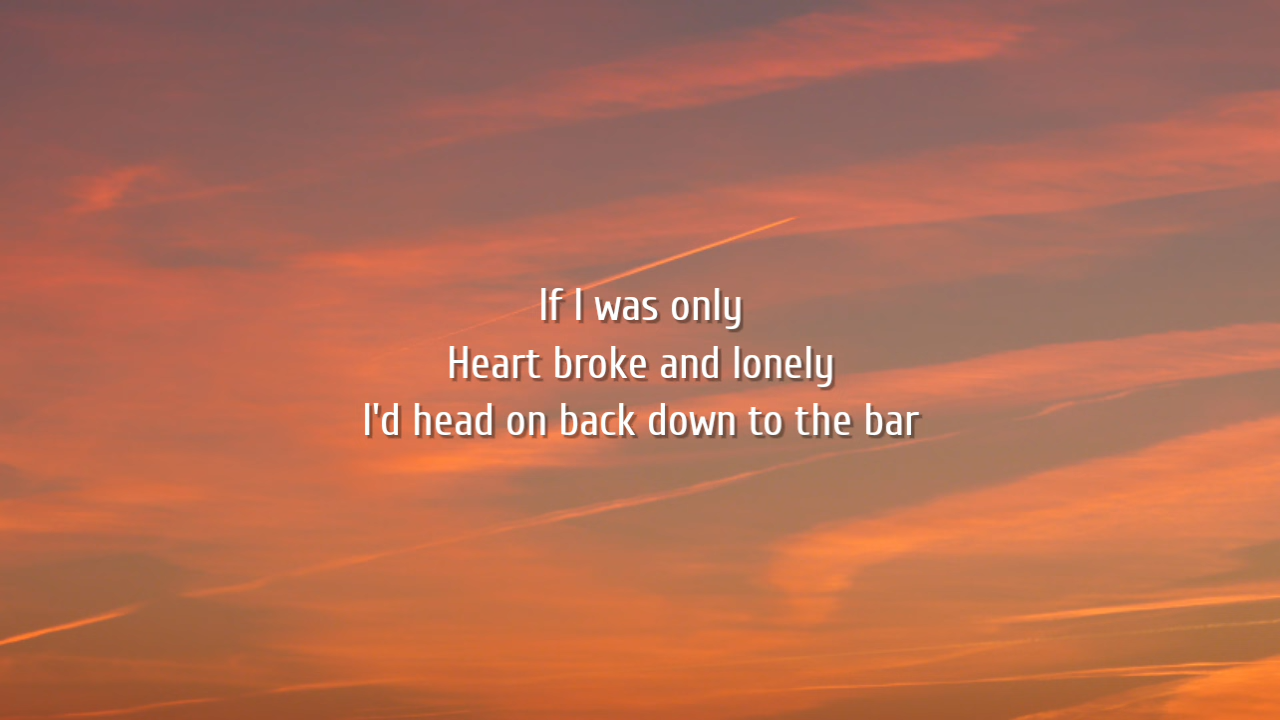 If I was only
Heart broke and lonely
I'd head on back down to the bar